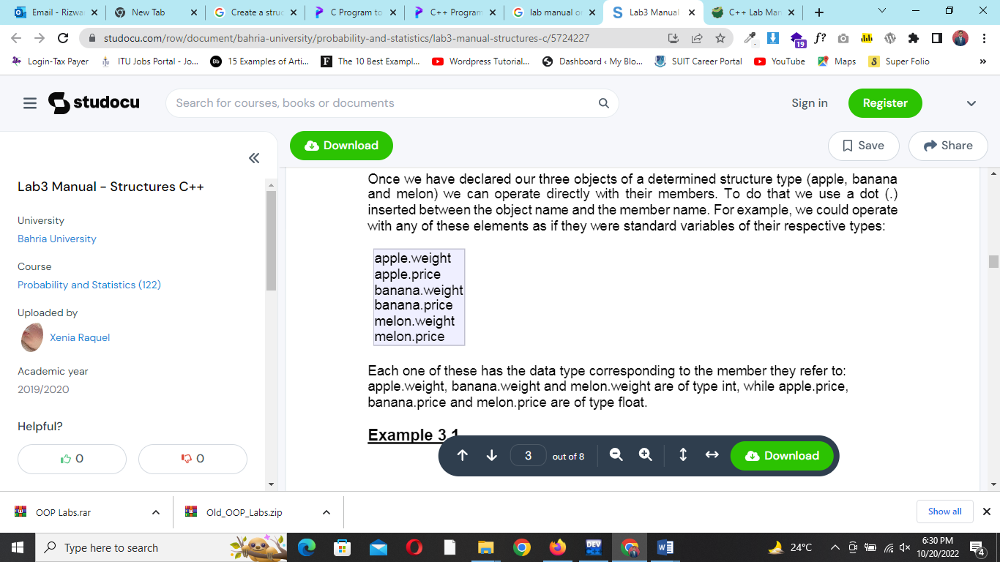 Email - Rizwa
New Tab
Create a struc
C Program to
C++ Program
lab manual o
Lab3 Manual
C++ Lab Man
studocu.com/row/document/bahria-university/probability-and-statistics/lab3-manual-structures-c/5724227
19
f?
Login-Tax Payer
ITU Jobs Portal - Jo...
Bb
15 Examples of Arti...
F
The 10 Best Exampl...
Wordpress Tutorial...
Dashboard ‹ My Blo...
SUIT Career Portal
YouTube
Maps
Super Folio
»
studocu
Search for courses, books or documents
Sign in
Register
Download
Save
Share
Lab3 Manual - Structures C++
University
Bahria University
Course
Probability and Statistics (122)
Uploaded by
Xenia Raquel
Academic year
2019/2020
Helpful?
0
0
Once we have declared our three objects of a determined structure type (apple, banana
and melon) we can operate directly with their members. To do that we use a dot (.)
inserted between the object name and the member name. For example, we could operate
with any of these elements as if they were standard variables of their respective types:
apple.weight
apple.price
banana.weight
banana.price
melon.weight
melon.price
Each one of these has the data type corresponding to the member they refer to:
apple.weight, banana.weight and melon.weight are of type int, while apple.price,
banana.price and melon.price are of type float.
Example 3.1
3
out of 8
Download
OOP Labs.rar
Old_OOP_Labs.zip
Show all
Type here to search
DEV
24°C
6:30 PM
10/20/2022
4